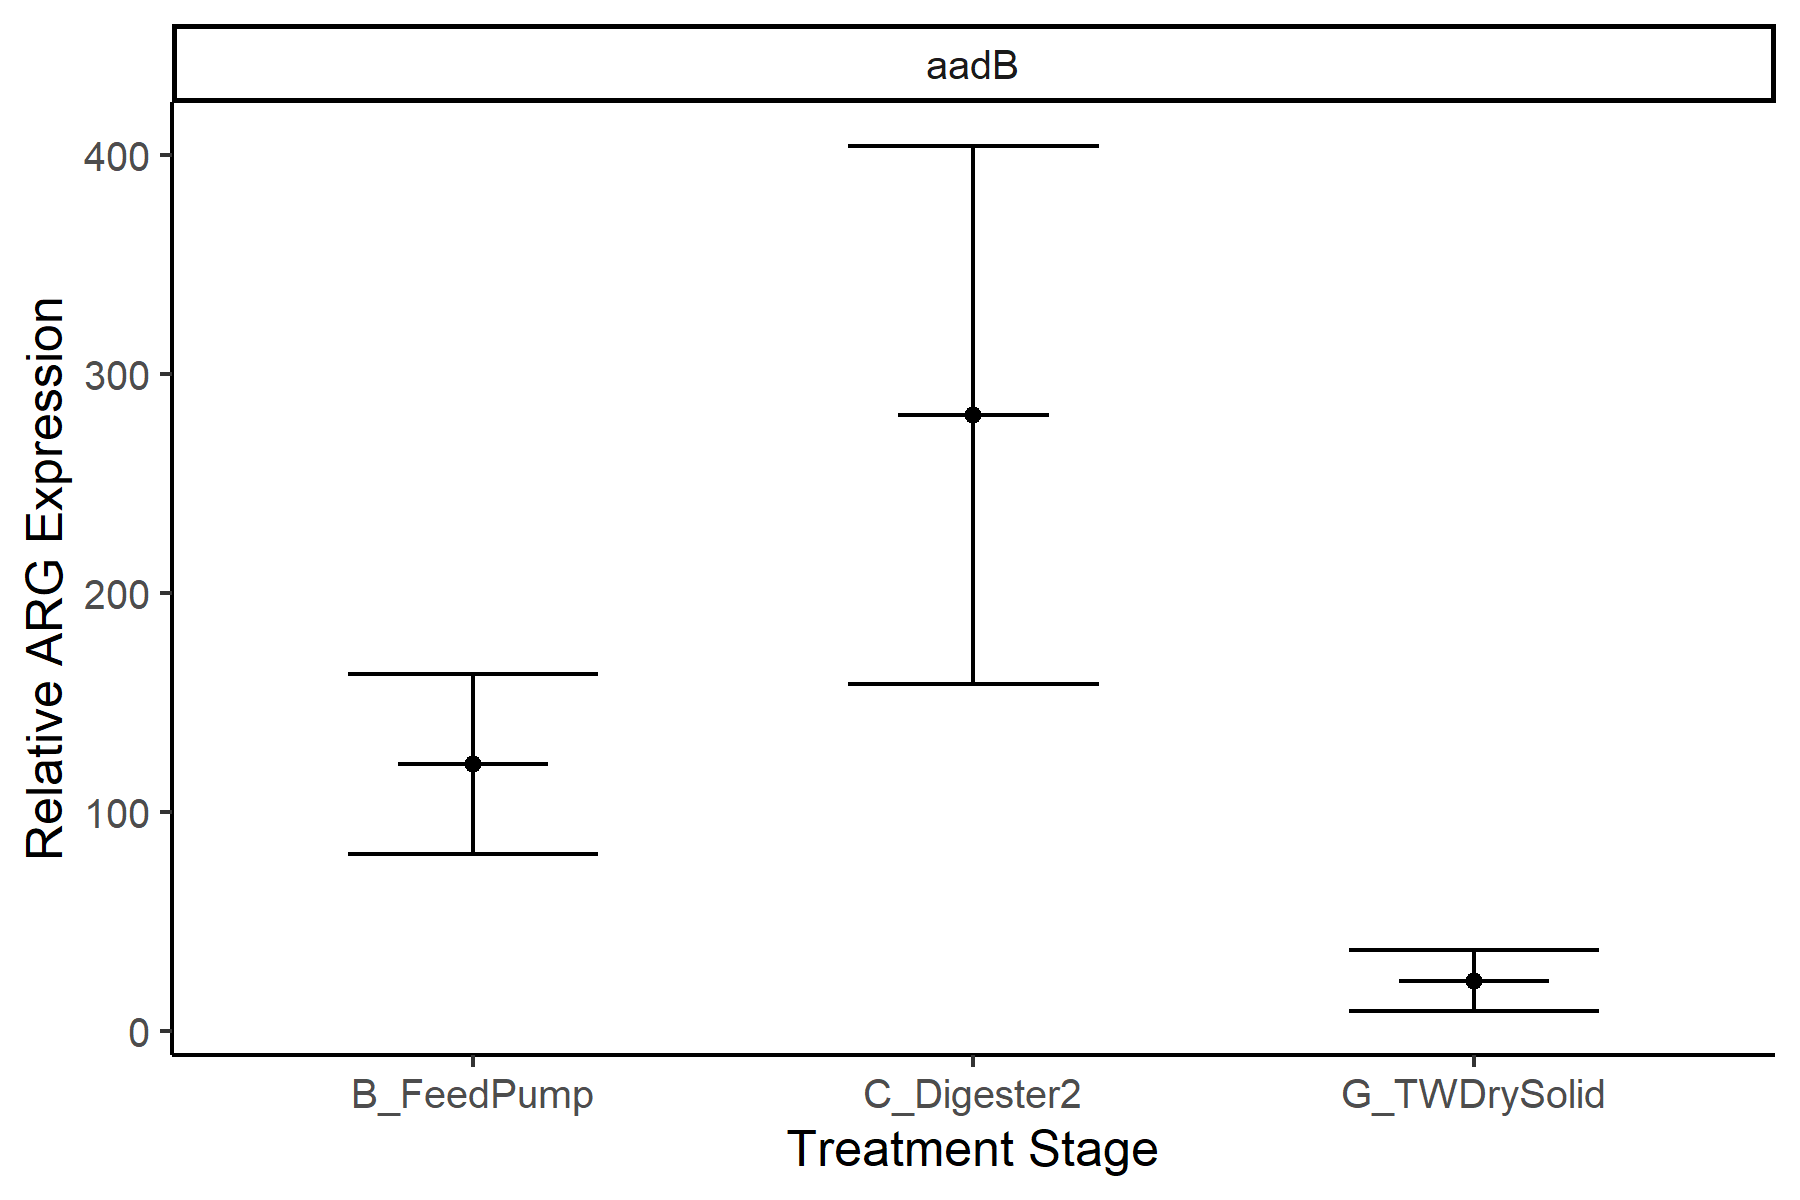 aadB
400
300
200
100
0
Relative ARG Expression
B_FeedPump
C_Digester2
G_TWDrySolid
Treatment Stage